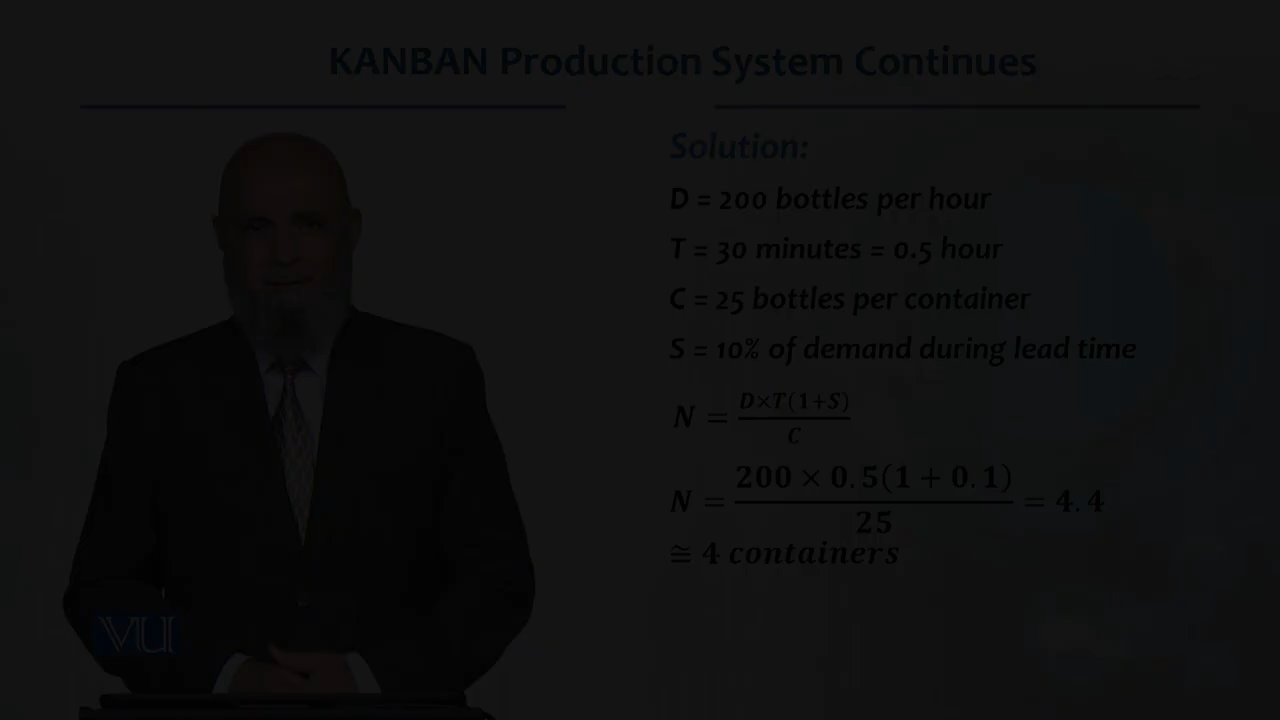 KANBAN Production System Continues
Solution:
D = 200 bottles per hour
T = 30 minutes = 0.5 hour
C = 25 bottles per container
S = 10% of demand during lead time
N = D×T(1+S) / C
N = 200 × 0.5(1 + 0.1) / 25 = 4.4
≅ 4 containers
VU